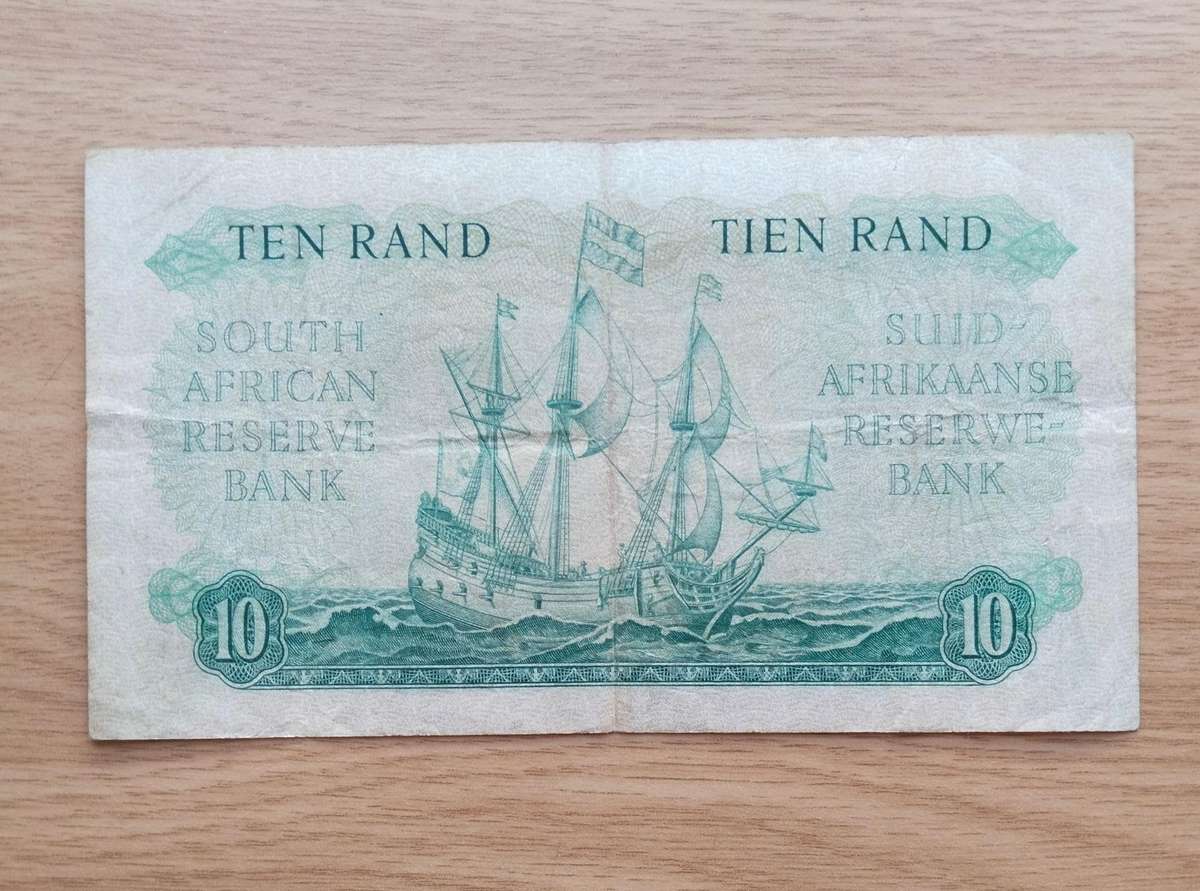 TEN RAND
TIEN RAND
SOUTH
AFRICAN
RESERVE
BANK
SUID-
AFRIKAANSE
RESERWE-
BANK
10
10